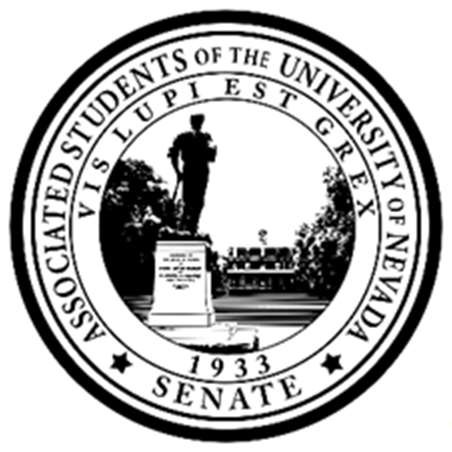 ASSOCIATED STUDENTS OF THE UNIVERSITY OF NEVADA
VIS LUPI EST GREX
1933
SENATE